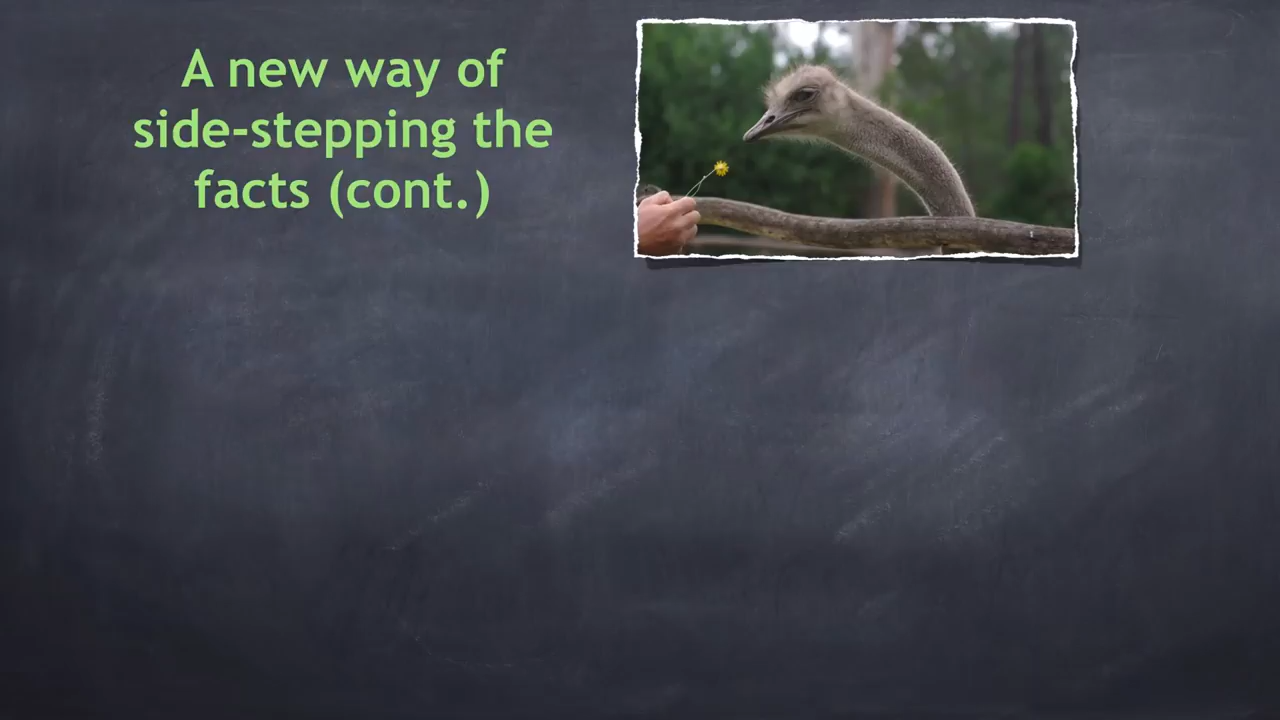 A new way of
side-stepping the
facts (cont.)